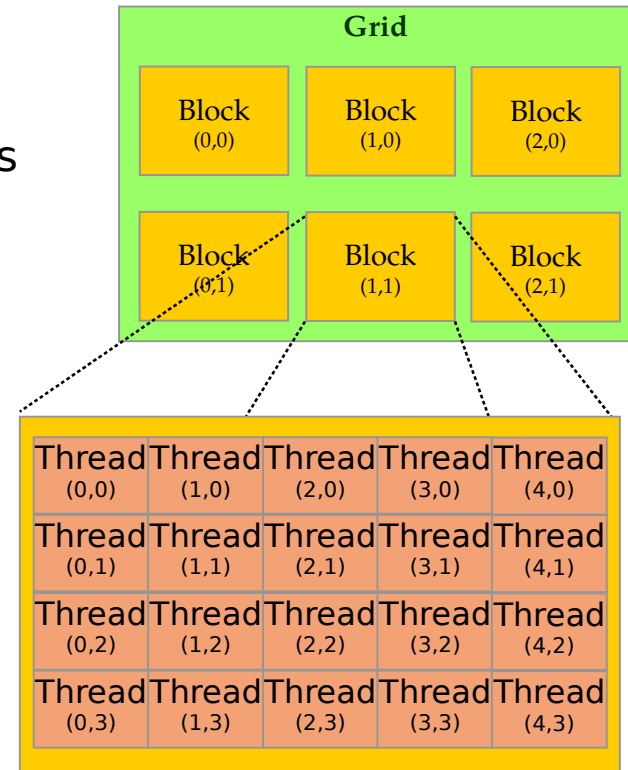 Grid
Block Block Block
(0,0) (1,0) (2,0)
s
Block Block Block
(0,1) (1,1) (2,1)
Thread Thread Thread Thread Thread
(0,0) (1,0) (2,0) (3,0) (4,0)
Thread Thread Thread Thread Thread
(0,1) (1,1) (2,1) (3,1) (4,1)
Thread Thread Thread Thread Thread
(0,2) (1,2) (2,2) (3,2) (4,2)
Thread Thread Thread Thread Thread
(0,3) (1,3) (2,3) (3,3) (4,3)